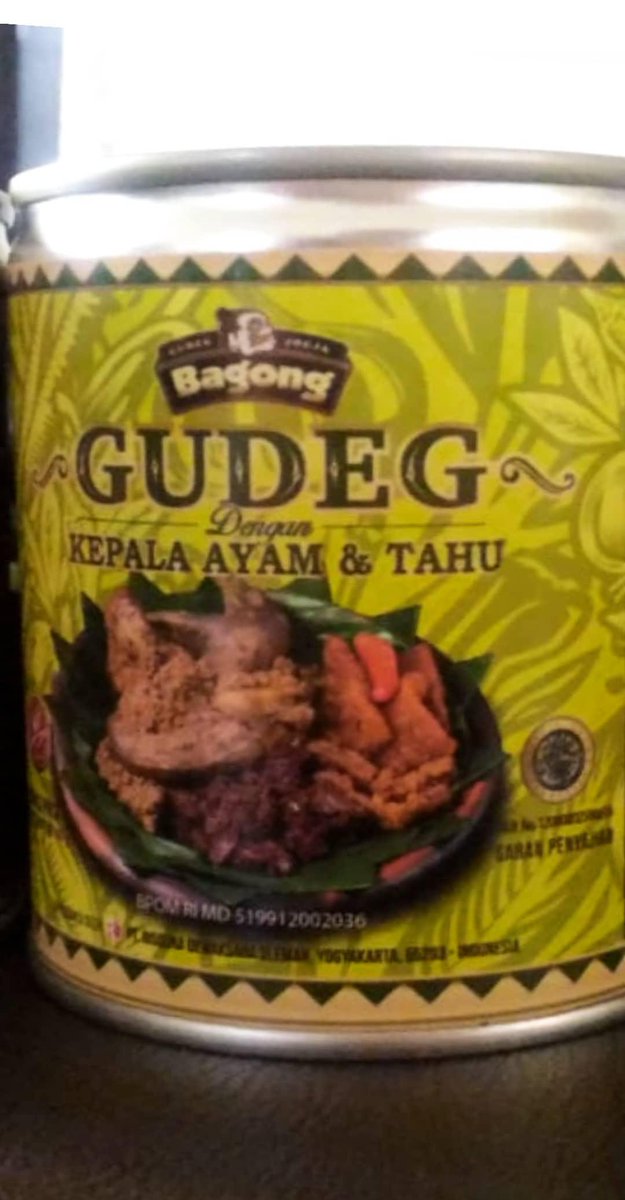 Bagong
GUDEG
Dengan
KEPALA AYAM & TAHU
BPOM RI MD 519912002036
YOGYAKARTA, INDONESIA
SARAN PENYAJIAN